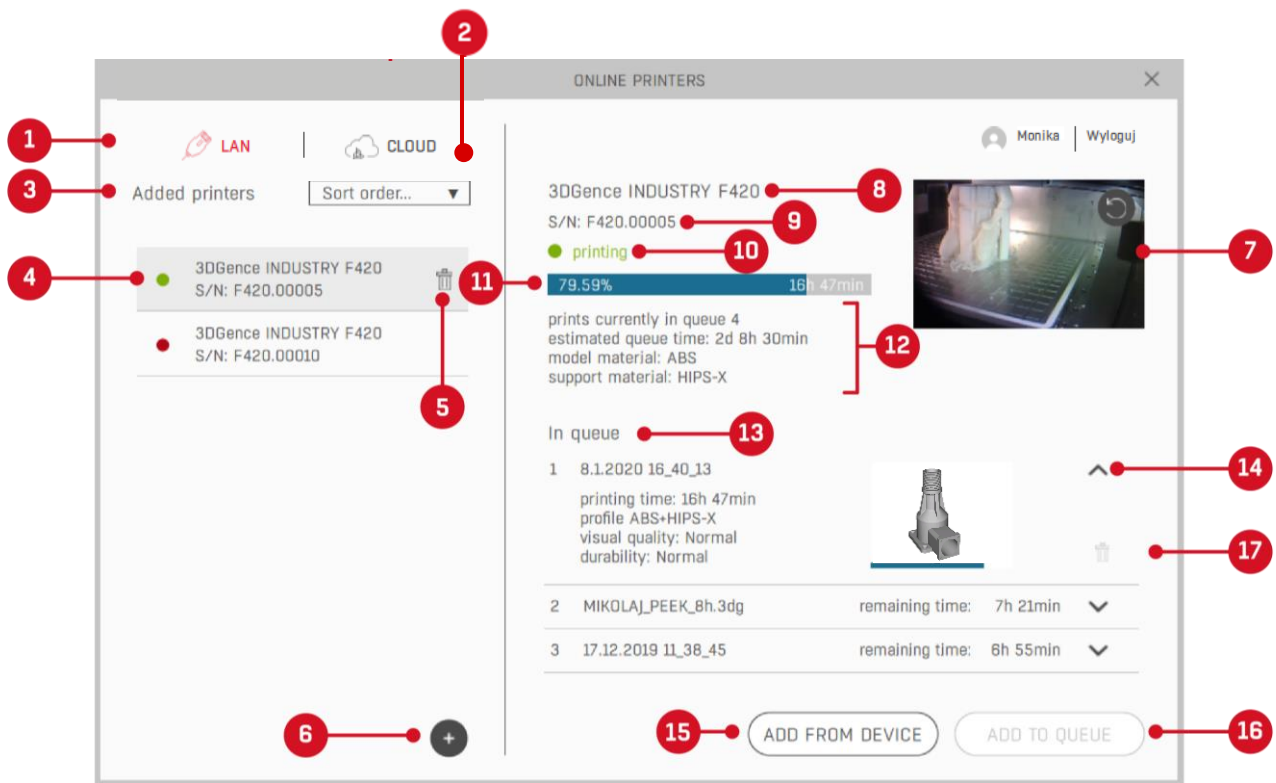 2
ONLINE PRINTERS
1
LAN
CLOUD
Monika
Wyloguj
3
Added printers
Sort order...
3DGence INDUSTRY F420
8
S/N: F420.00005
9
printing
10
7
4
3DGence INDUSTRY F420
S/N: F420.00005
11
79.59%
16h 47min
3DGence INDUSTRY F420
S/N: F420.00010
prints currently in queue 4
estimated queue time: 2d 8h 30min
model material: ABS
support material: HIPS-X
12
5
In queue
13
1
8.1.2020 16_40_13
14
printing time: 16h 47min
profile ABS+HIPS-X
visual quality: Normal
durability: Normal
17
2
MIKOLAJ_PEEK_8h.3dg
remaining time:
7h 21min
3
17.12.2019 11_38_45
remaining time:
6h 55min
6
+
15
ADD FROM DEVICE
ADD TO QUEUE
16